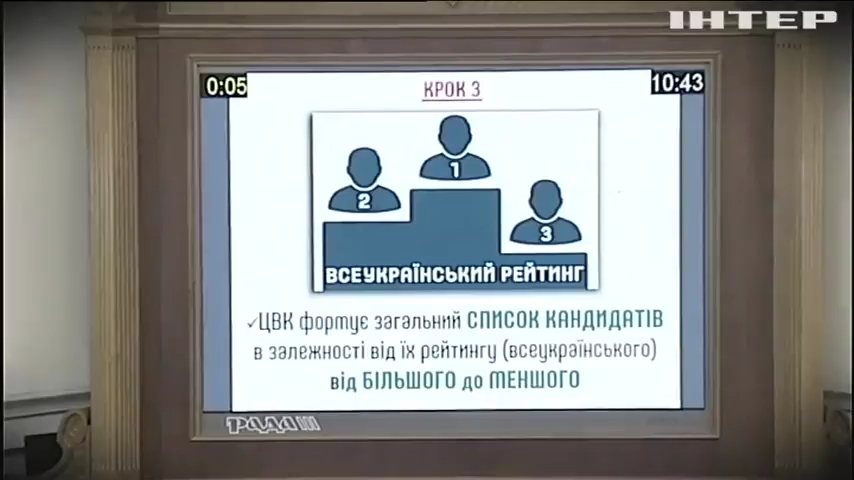 ІНТЕР
0:05
10:43
КРОК 3
1
2
3
ВСЕУКРАЇНСЬКИЙ РЕЙТИНГ
✓ЦВК формує загальний СПИСОК КАНДИДАТІВ
в залежності від їх рейтингу (всеукраїнського)
від БІЛЬШОГО до МЕНШОГО
РАДА